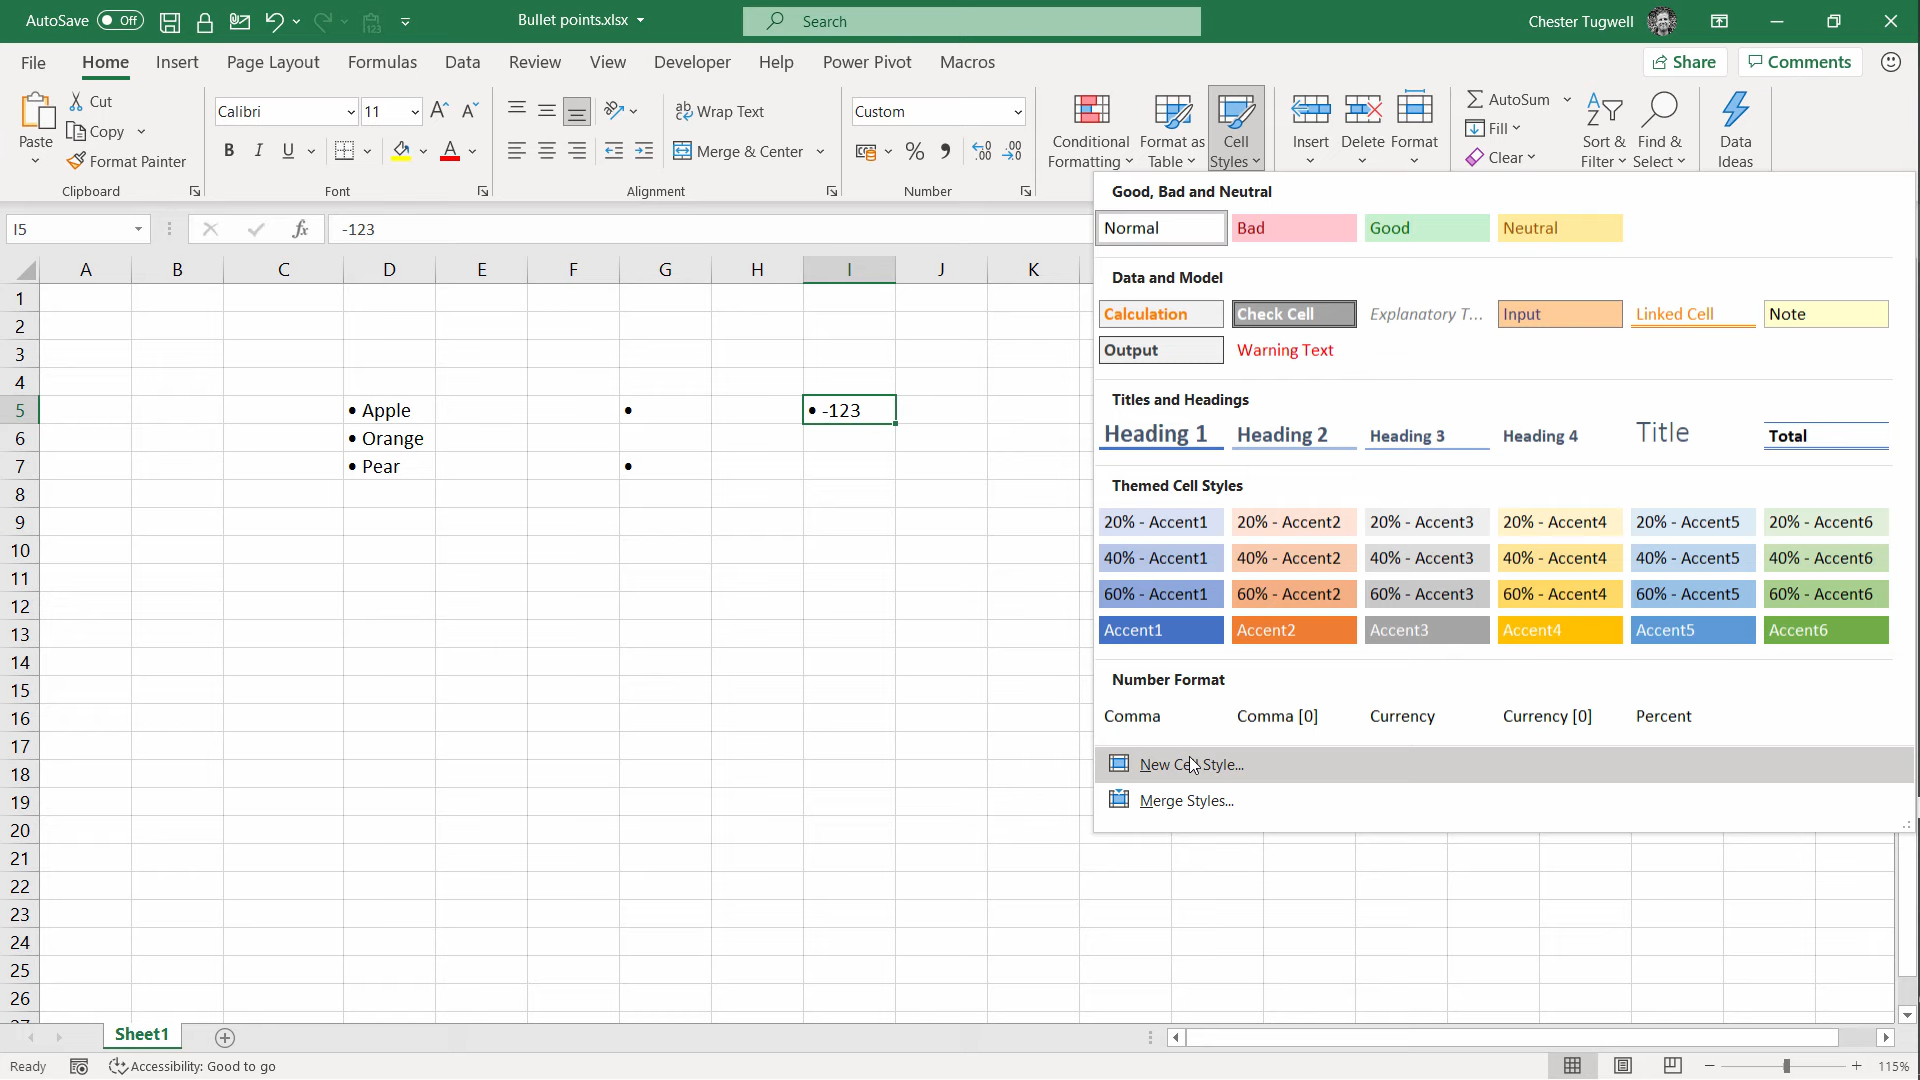 AutoSave Off Bullet points.xlsx Search Chester Tugwell
File Home Insert Page Layout Formulas Data Review View Developer Help Power Pivot Macros Share Comments
Paste Cut Copy Format Painter Clipboard
Calibri 11 B I U A Font
ab Wrap Text Merge & Center Alignment
Custom % Number
Conditional Formatting Format as Table Cell Styles
Insert Delete Format
AutoSum Fill Clear Sort & Filter Find & Select
Data Ideas
I5 fx -123
A B C D E F G H I J K
1
2
3
4
5 • Apple • • -123
6 • Orange
7 • Pear •
8
9
10
11
12
13
14
15
16
17
18
19
20
21
22
23
24
25
26
Good, Bad and Neutral
Normal Bad Good Neutral
Data and Model
Calculation Check Cell Explanatory T... Input Linked Cell Note
Output Warning Text
Titles and Headings
Heading 1 Heading 2 Heading 3 Heading 4 Title Total
Themed Cell Styles
20% - Accent1 20% - Accent2 20% - Accent3 20% - Accent4 20% - Accent5 20% - Accent6
40% - Accent1 40% - Accent2 40% - Accent3 40% - Accent4 40% - Accent5 40% - Accent6
60% - Accent1 60% - Accent2 60% - Accent3 60% - Accent4 60% - Accent5 60% - Accent6
Accent1 Accent2 Accent3 Accent4 Accent5 Accent6
Number Format
Comma Comma [0] Currency Currency [0] Percent
New Cell Style...
Merge Styles...
Sheet1
Ready Accessibility: Good to go 115%